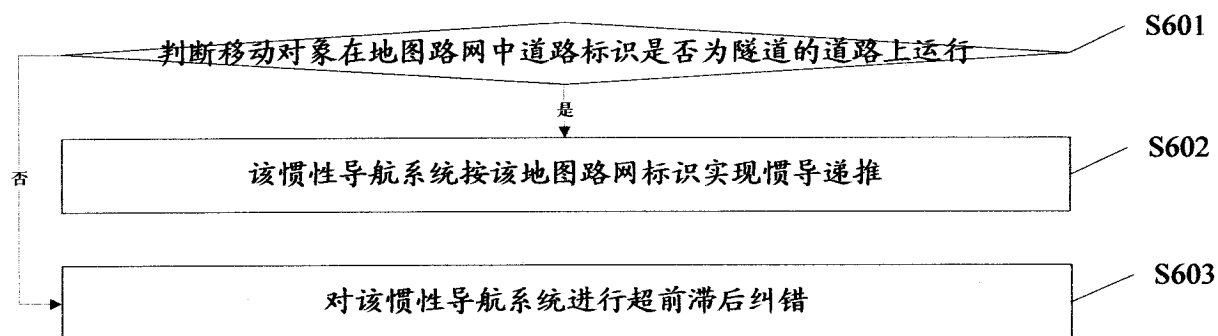 判断移动对象在地图路网中道路标识是否为隧道的道路上运行
S601
是
该惯性导航系统按该地图路网标识实现惯导递推
S602
否
对该惯性导航系统进行超前滞后纠错
S603